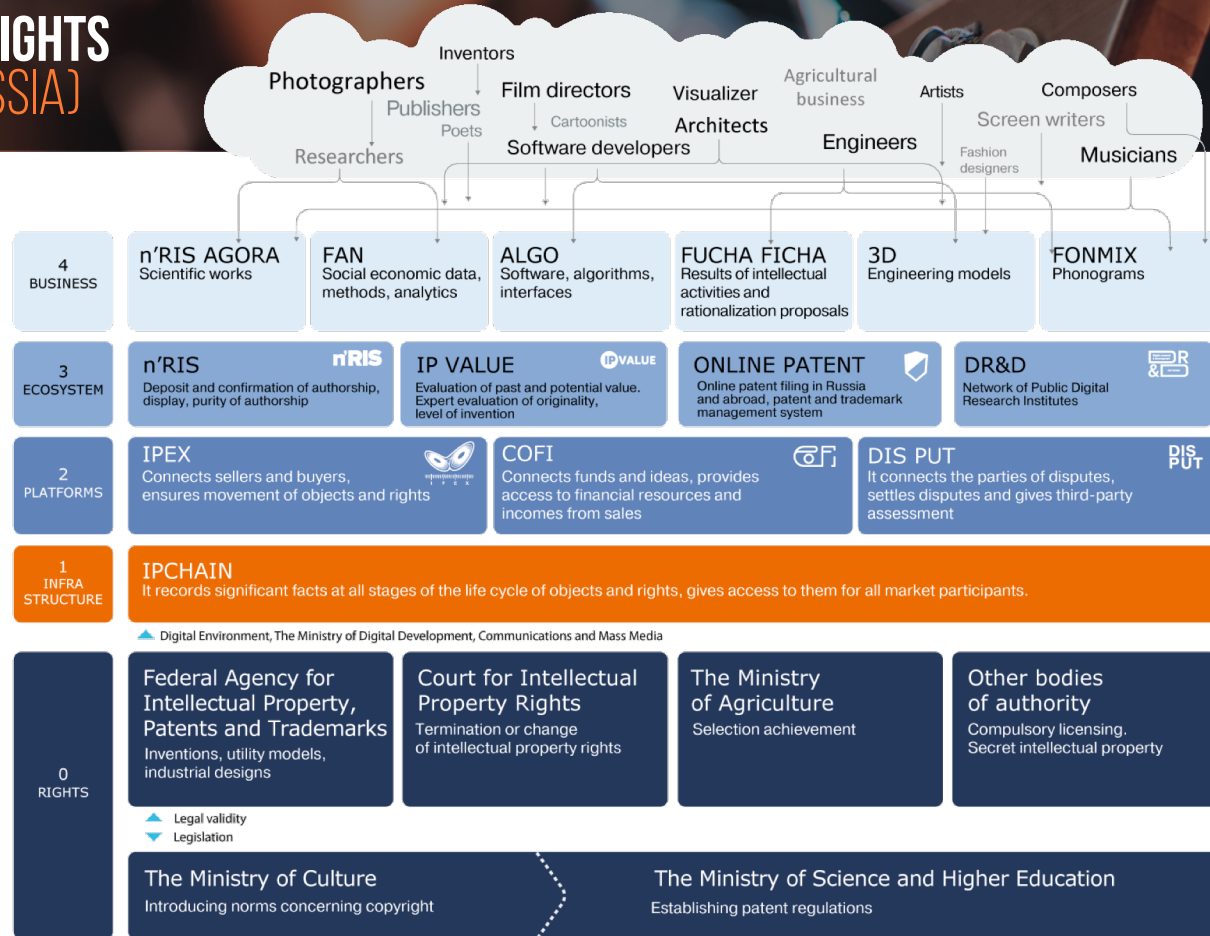 IGHTS
SSIA)
Inventors
Photographers
Film directors
Visualizer
Agricultural
business
Artists
Composers
Publishers
Poets
Cartoonists
Architects
Screen writers
Researchers
Software developers
Engineers
Fashion
designers
Musicians
4
BUSINESS
n'RIS AGORA
Scientific works
FAN
Social economic data,
methods, analytics
ALGO
Software, algorithms,
interfaces
FUCHA FICHA
Results of intellectual
activities and
rationalization proposals
3D
Engineering models
FONMIX
Phonograms
3
ECOSYSTEM
n'RIS
n'RIS
Deposit and confirmation of authorship,
display, purity of authorship
IP VALUE
IP VALUE
Evaluation of past and potential value.
Expert evaluation of originality,
level of invention
ONLINE PATENT
Online patent filing in Russia
and abroad, patent and trademark
management system
DR&D
DR
&D
Network of Public Digital
Research Institutes
2
PLATFORMS
IPEX
IPEX
Connects sellers and buyers,
ensures movement of objects and rights
COFI
COFI
Connects funds and ideas, provides
access to financial resources and
incomes from sales
DIS PUT
DIS
PUT
It connects the parties of disputes,
settles disputes and gives third-party
assessment
1
INFRA
STRUCTURE
IPCHAIN
It records significant facts at all stages of the life cycle of objects and rights, gives access to them for all market participants.
Digital Environment, The Ministry of Digital Development, Communications and Mass Media
0
RIGHTS
Federal Agency for
Intellectual Property,
Patents and Trademarks
Inventions, utility models,
industrial designs
Court for Intellectual
Property Rights
Termination or change
of intellectual property rights
The Ministry
of Agriculture
Selection achievement
Other bodies
of authority
Compulsory licensing.
Secret intellectual property
Legal validity
Legislation
The Ministry of Culture
Introducing norms concerning copyright
The Ministry of Science and Higher Education
Establishing patent regulations